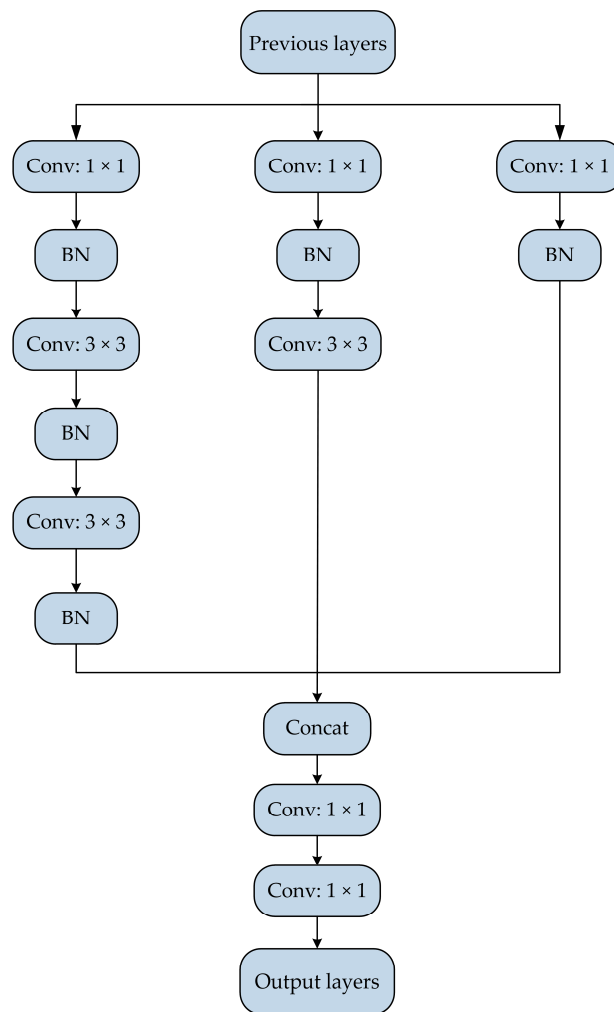 Previous layers
Conv: 1 × 1
Conv: 1 × 1
Conv: 1 × 1
BN
BN
BN
Conv: 3 × 3
Conv: 3 × 3
BN
Conv: 3 × 3
BN
Concat
Conv: 1 × 1
Conv: 1 × 1
Output layers